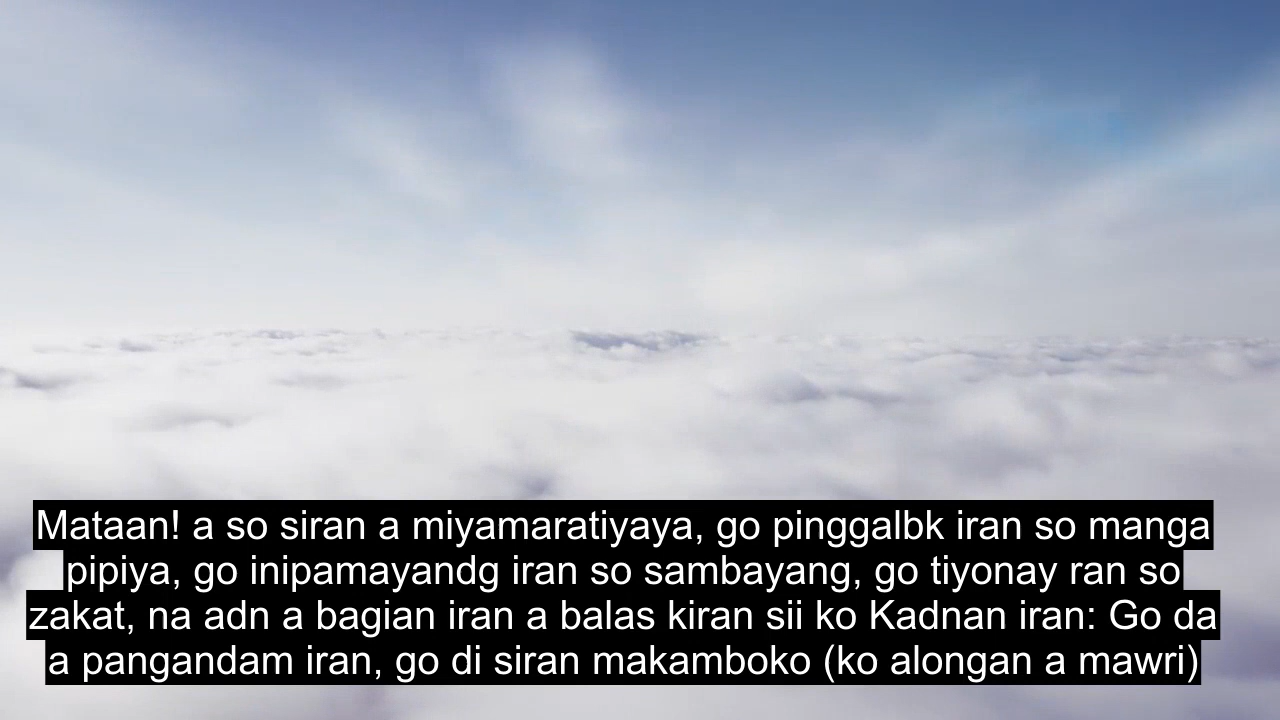 Mataan! a so siran a miyamaratiyaya, go pinggalbk iran so manga
pipiya, go inipamayandg iran so sambayang, go tiyonay ran so
zakat, na adn a bagian iran a balas kiran sii ko Kadnan iran: Go da
a pangandam iran, go di siran makamboko (ko alongan a mawri)